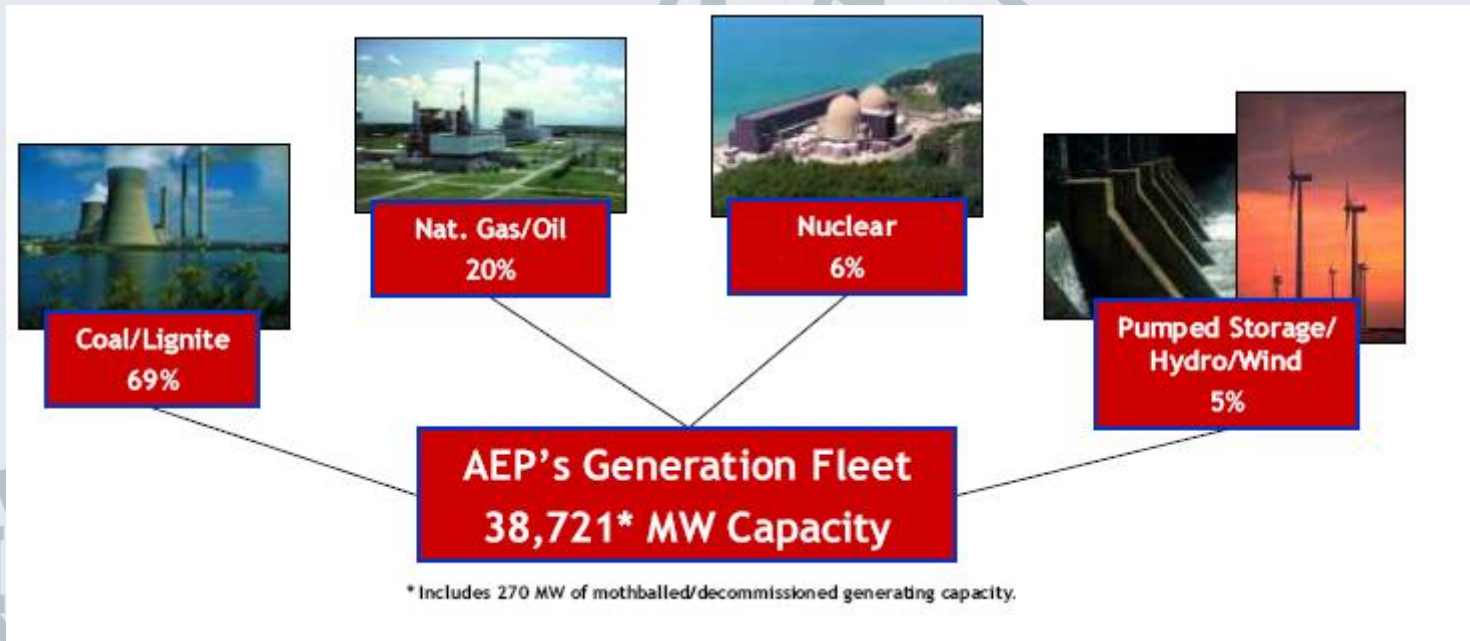 Coal/Lignite
69%
Nat. Gas/Oil
20%
Nuclear
6%
Pumped Storage/
Hydro/Wind
5%
AEP's Generation Fleet
38,721* MW Capacity
* Includes 270 MW of mothballed/decommissioned generating capacity.